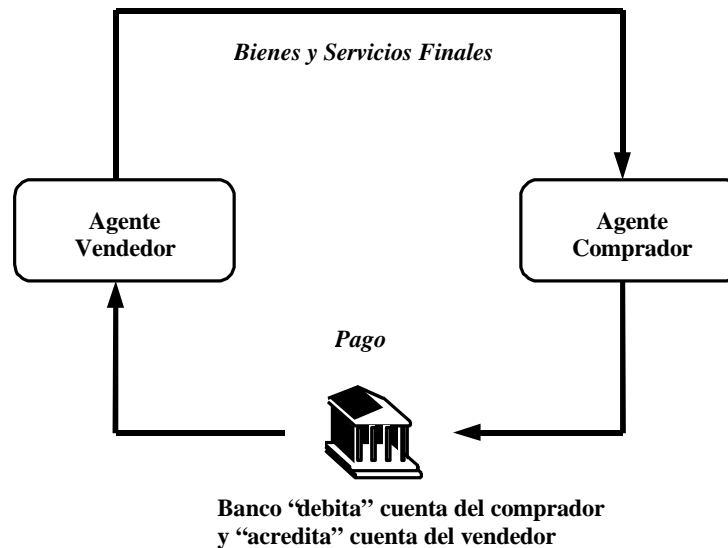 Bienes y Servicios Finales
Agente
Vendedor
Agente
Comprador
Pago
Banco “debita” cuenta del comprador
y “acredita” cuenta del vendedor